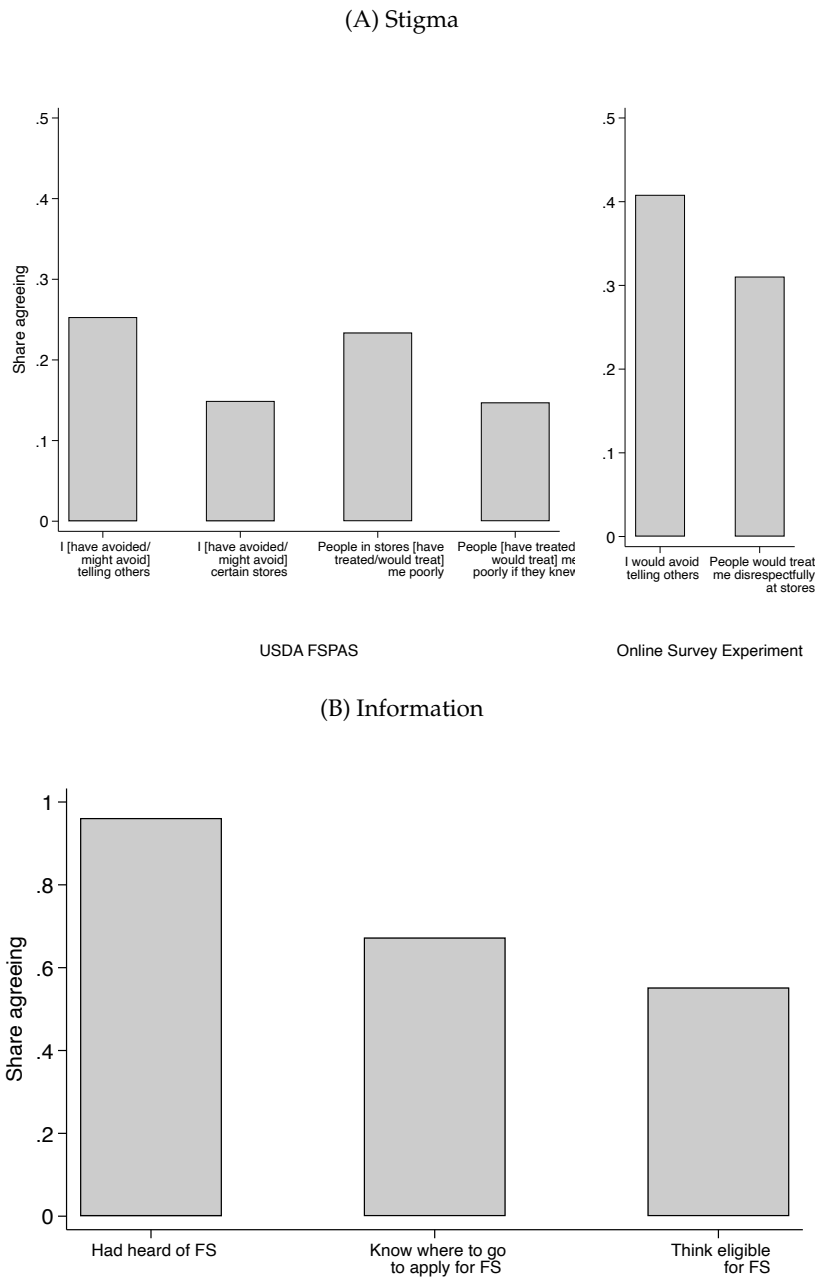 (A) Stigma
.5
.4
.3
.2
.1
0
Share agreeing
I [have avoided/
might avoid]
telling others
I [have avoided/
might avoid]
certain stores
People in stores [have
treated/would treat]
me poorly
People [have treated
would treat] me
poorly if they knew
USDA FSPAS
.5
.4
.3
.2
.1
0
I would avoid
telling others
People would treat
me disrespectfully
at stores
Online Survey Experiment
(B) Information
1
.8
.6
.4
.2
0
Share agreeing
Had heard of FS
Know where to go
to apply for FS
Think eligible
for FS